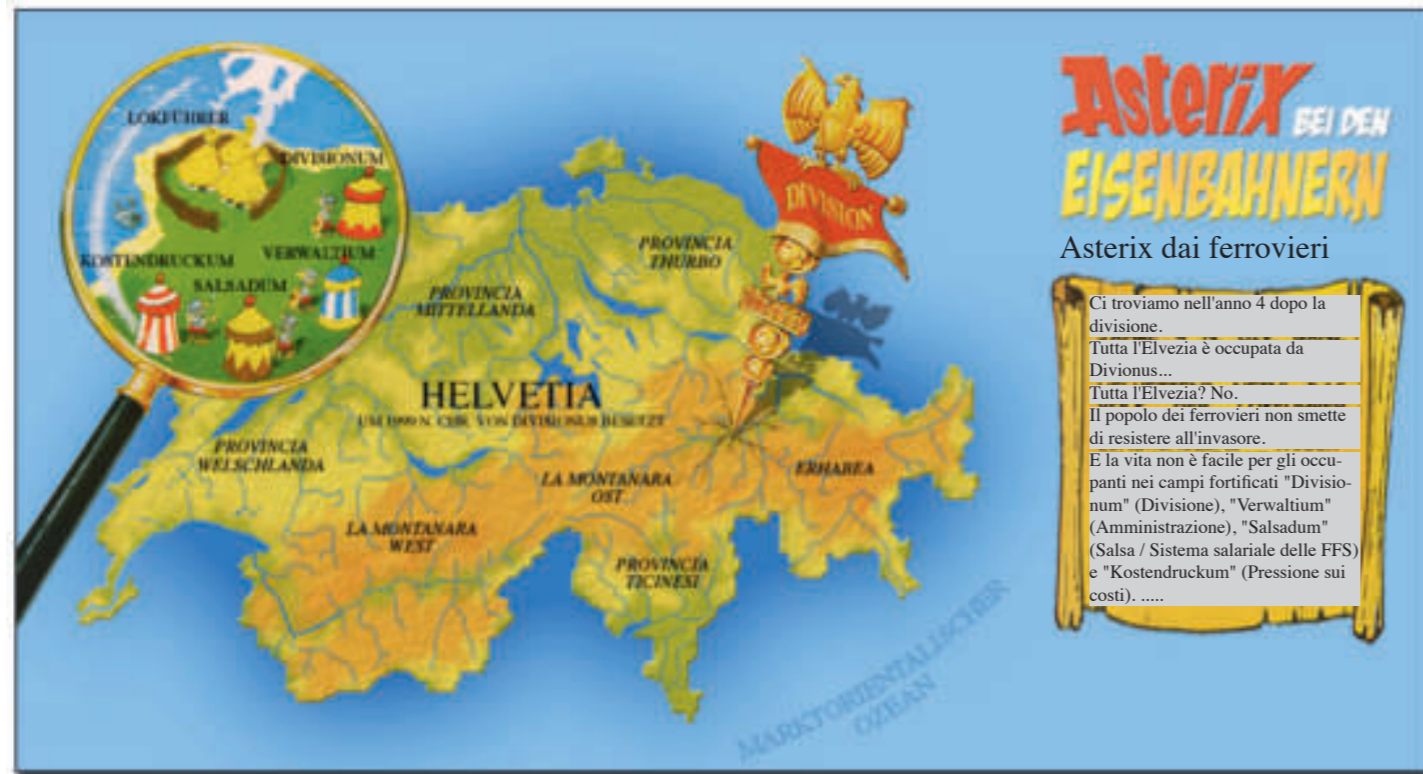 LOKFÜHRER
DIVISIONUM
KOSTENDRUCKUM
VERWALTIUM
SALSADUM
DIVISION
PROVINCIA
THURBO
PROVINCIA
MITTELLANDA
HELVETIA
UM 1999 N. CHR. VON DIVISIONUS BESETZT
PROVINCIA
WELSCHLANDA
LA MONTANARA
OST
ERHABEA
LA MONTANARA
WEST
PROVINCIA
TICINESI
MARKTORIENTALISCHEN
OZEAN
Asterix BEI DEN
EISENBAHNERN
Asterix dai ferrovieri
Ci troviamo nell'anno 4 dopo la
divisione.
Tutta l'Elvezia è occupata da
Divionus...
Tutta l'Elvezia? No.
Il popolo dei ferrovieri non smette
di resistere all'invasore.
E la vita non è facile per gli occu-
panti nei campi fortificati "Divisio-
num" (Divisione), "Verwaltium"
(Amministrazione), "Salsadum"
(Salsa / Sistema salariale delle FFS)
e "Kostendruckum" (Pressione sui
costi). .....